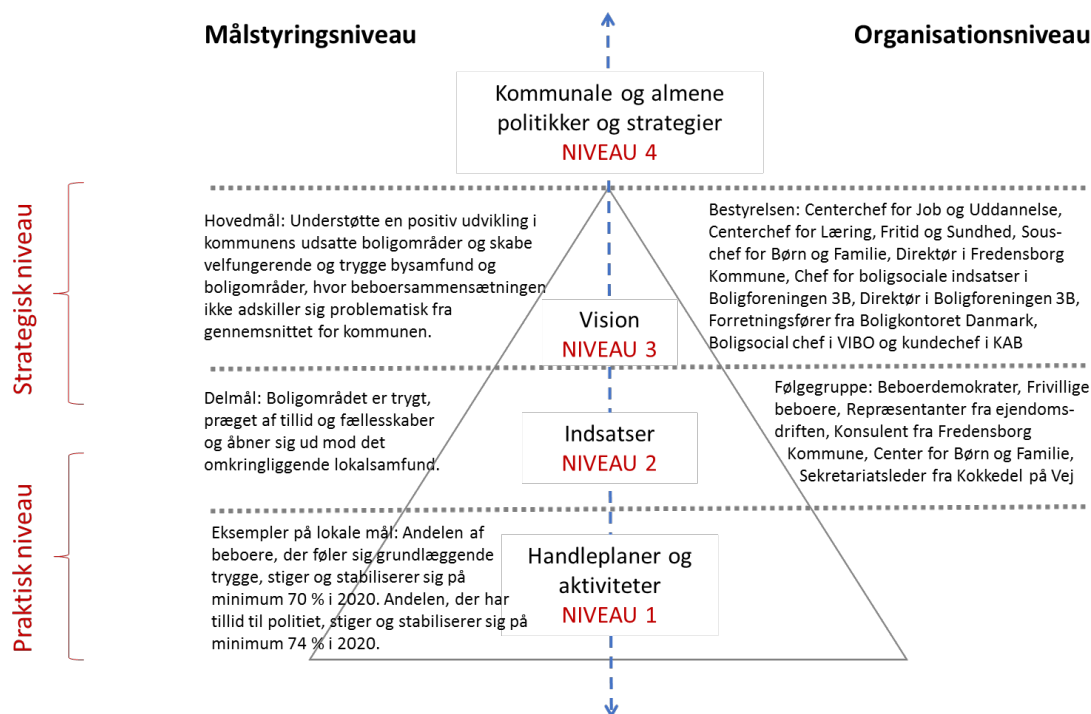 Målstyringsniveau
Organisationsniveau
Kommunale og almene
politikker og strategier
NIVEAU 4
Strategisk niveau
Hovedmål: Understøtte en positiv udvikling i
kommunens udsatte boligområder og skabe
velfungerende og trygge bysamfund og
boligområder, hvor beboersammensætningen
ikke adskiller sig problematisk fra
gennemsnittet for kommunen.
Vision
NIVEAU 3
Bestyrelsen: Centerchef for Job og Uddannelse,
Centerchef for Læring, Fritid og Sundhed, Sous-
chef for Børn og Familie, Direktør i Fredensborg
Kommune, Chef for boligsociale indsatser i
Boligforeningen 3B, Direktør i Boligforeningen 3B,
Forretningsfører fra Boligkontoret Danmark,
Boligsocial chef i VIBO og kundechef i KAB
Delmål: Boligområdet er trygt,
præget af tillid og fællesskaber
og åbner sig ud mod det
omkringliggende lokalsamfund.
Indsatser
NIVEAU 2
Følgegruppe: Beboerdemokrater, Frivillige
beboere, Repræsentanter fra ejendoms-
driften, Konsulent fra Fredensborg
Kommune, Center for Børn og Familie,
Sekretariatsleder fra Kokkedel på Vej
Praktisk niveau
Eksempler på lokale mål: Andelen af
beboere, der føler sig grundlæggende
trygge, stiger og stabiliserer sig på
minimum 70 % i 2020. Andelen, der har
tillid til politiet, stiger og stabiliserer sig på
minimum 74 % i 2020.
Handleplaner og
aktiviteter
NIVEAU 1